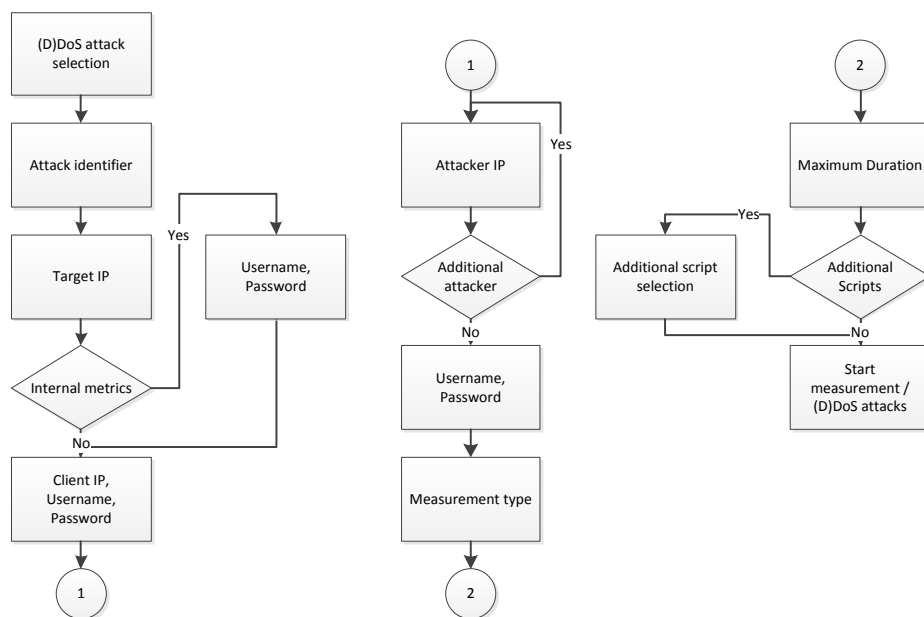 (D)DoS attack
selection
Attack identifier
Target IP
Yes
Username,
Password
Internal metrics
No
Client IP,
Username,
Password
1
1
Attacker IP
Yes
Additional
attacker
No
Username,
Password
Measurement type
2
2
Maximum Duration
Yes
Additional script
selection
Additional
Scripts
No
Start
measurement /
(D)DoS attacks